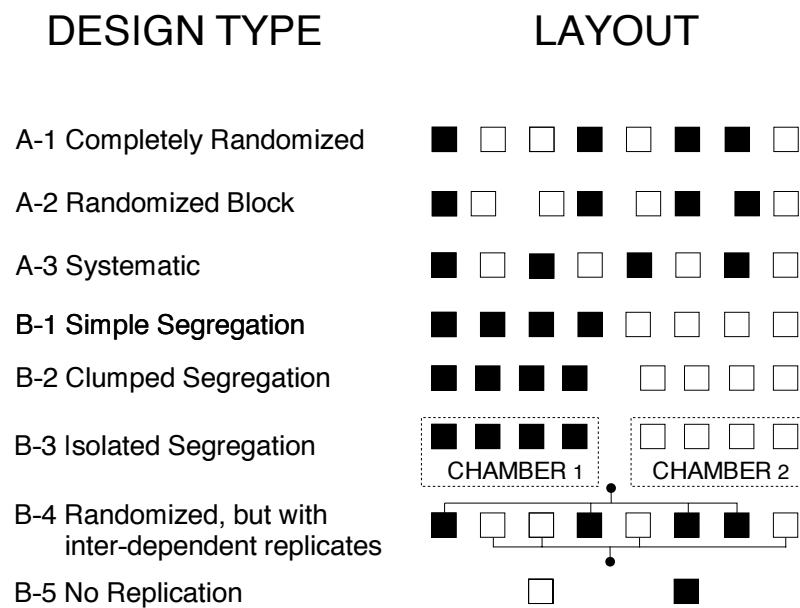 DESIGN TYPE LAYOUT
A-1 Completely Randomized
A-2 Randomized Block
A-3 Systematic
B-1 Simple Segregation
B-2 Clumped Segregation
B-3 Isolated Segregation
CHAMBER 1 CHAMBER 2
B-4 Randomized, but with
inter-dependent replicates
B-5 No Replication